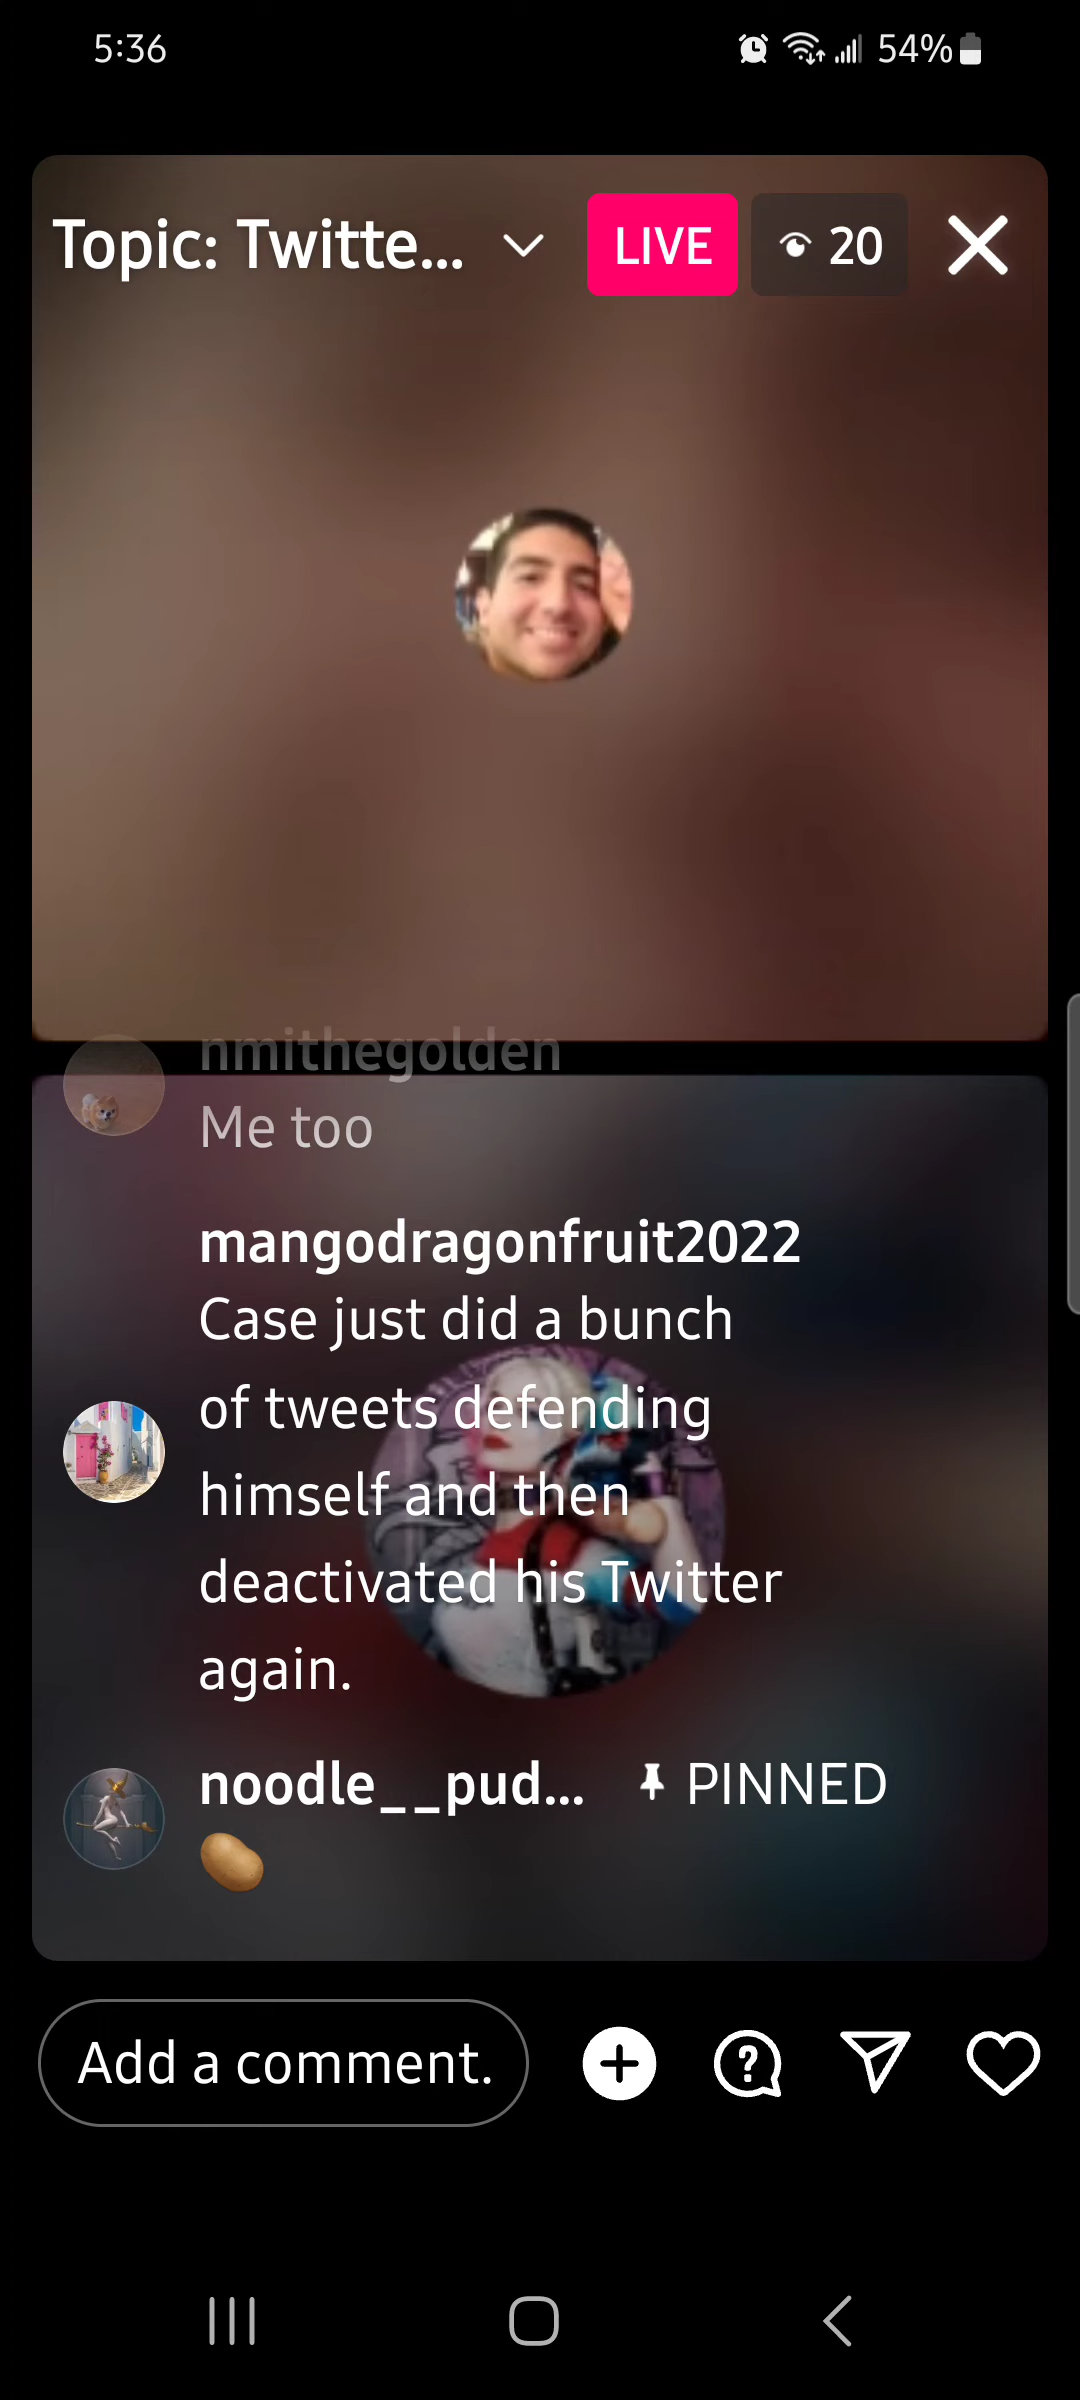 5:36
54%
Topic: Twitte...
LIVE
20
nmithegolden
Me too
mangodragonfruit2022
Case just did a bunch
of tweets defending
himself and then
deactivated his Twitter
again.
noodle__pud... PINNED
Add a comment.